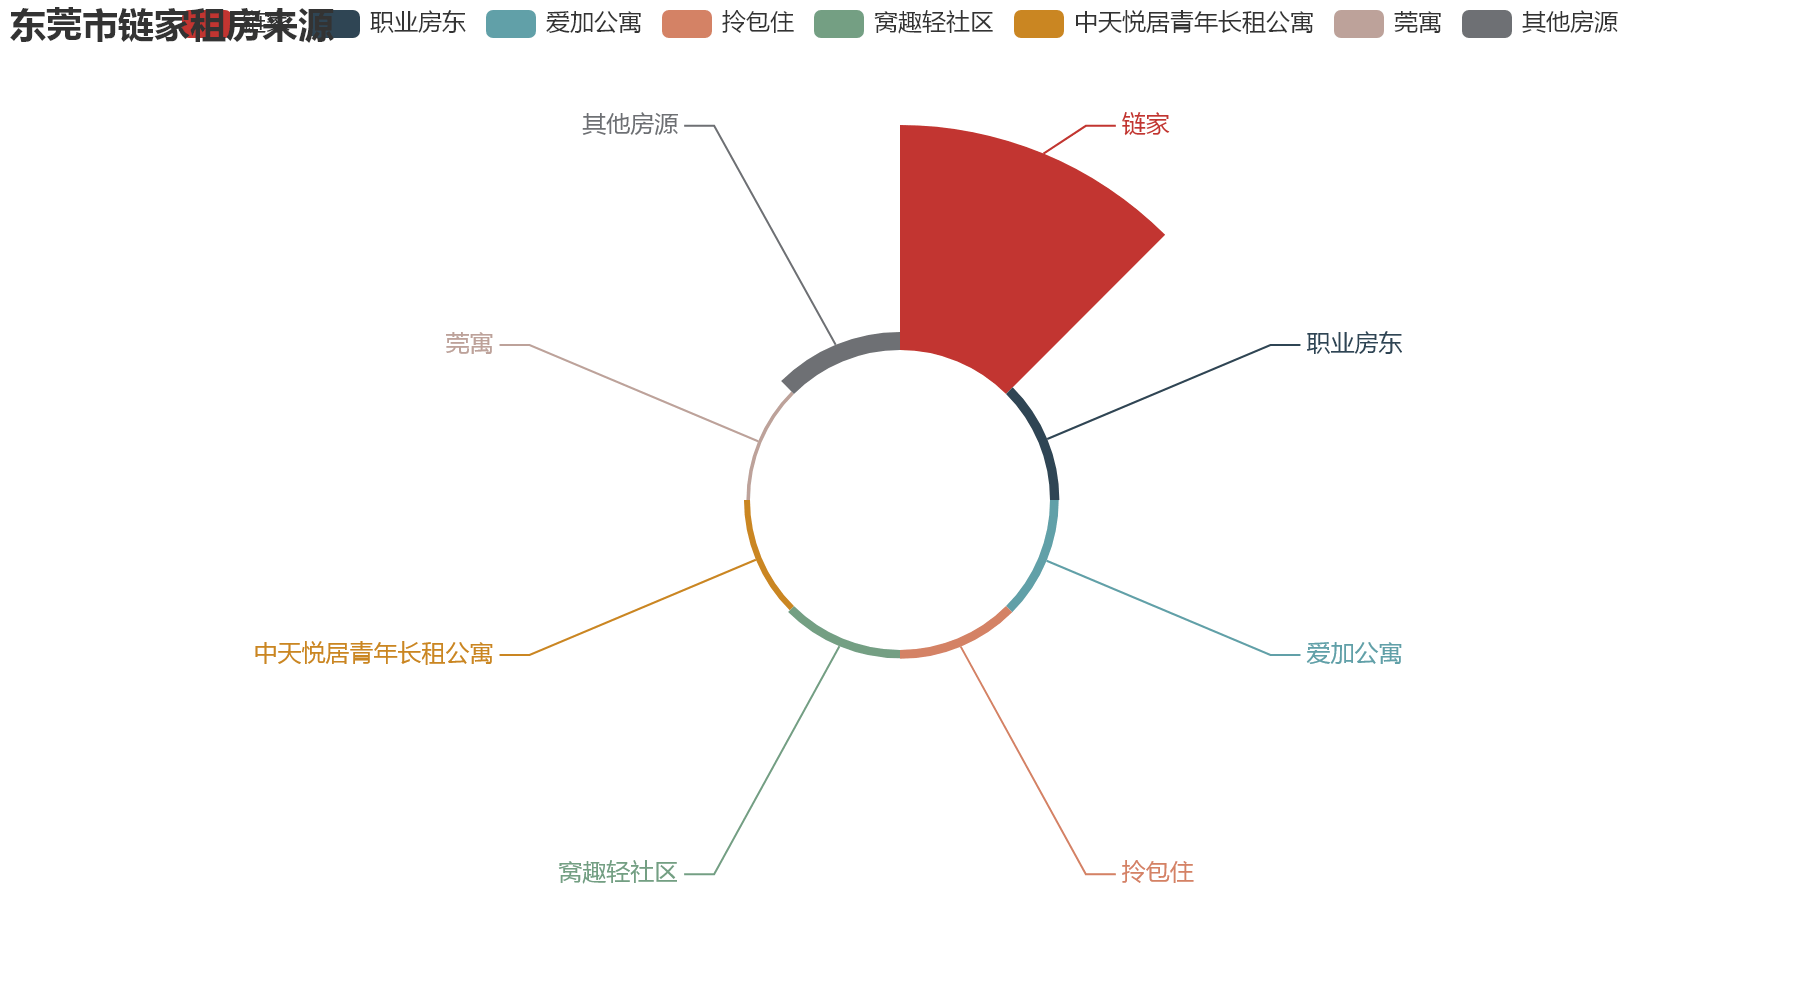 东莞市链家租房来源
链家 职业房东 爱加公寓 拎包住 窝趣轻社区 中天悦居青年长租公寓 莞寓 其他房源
其他房源 链家
莞寓 职业房东
中天悦居青年长租公寓 爱加公寓
窝趣轻社区 拎包住